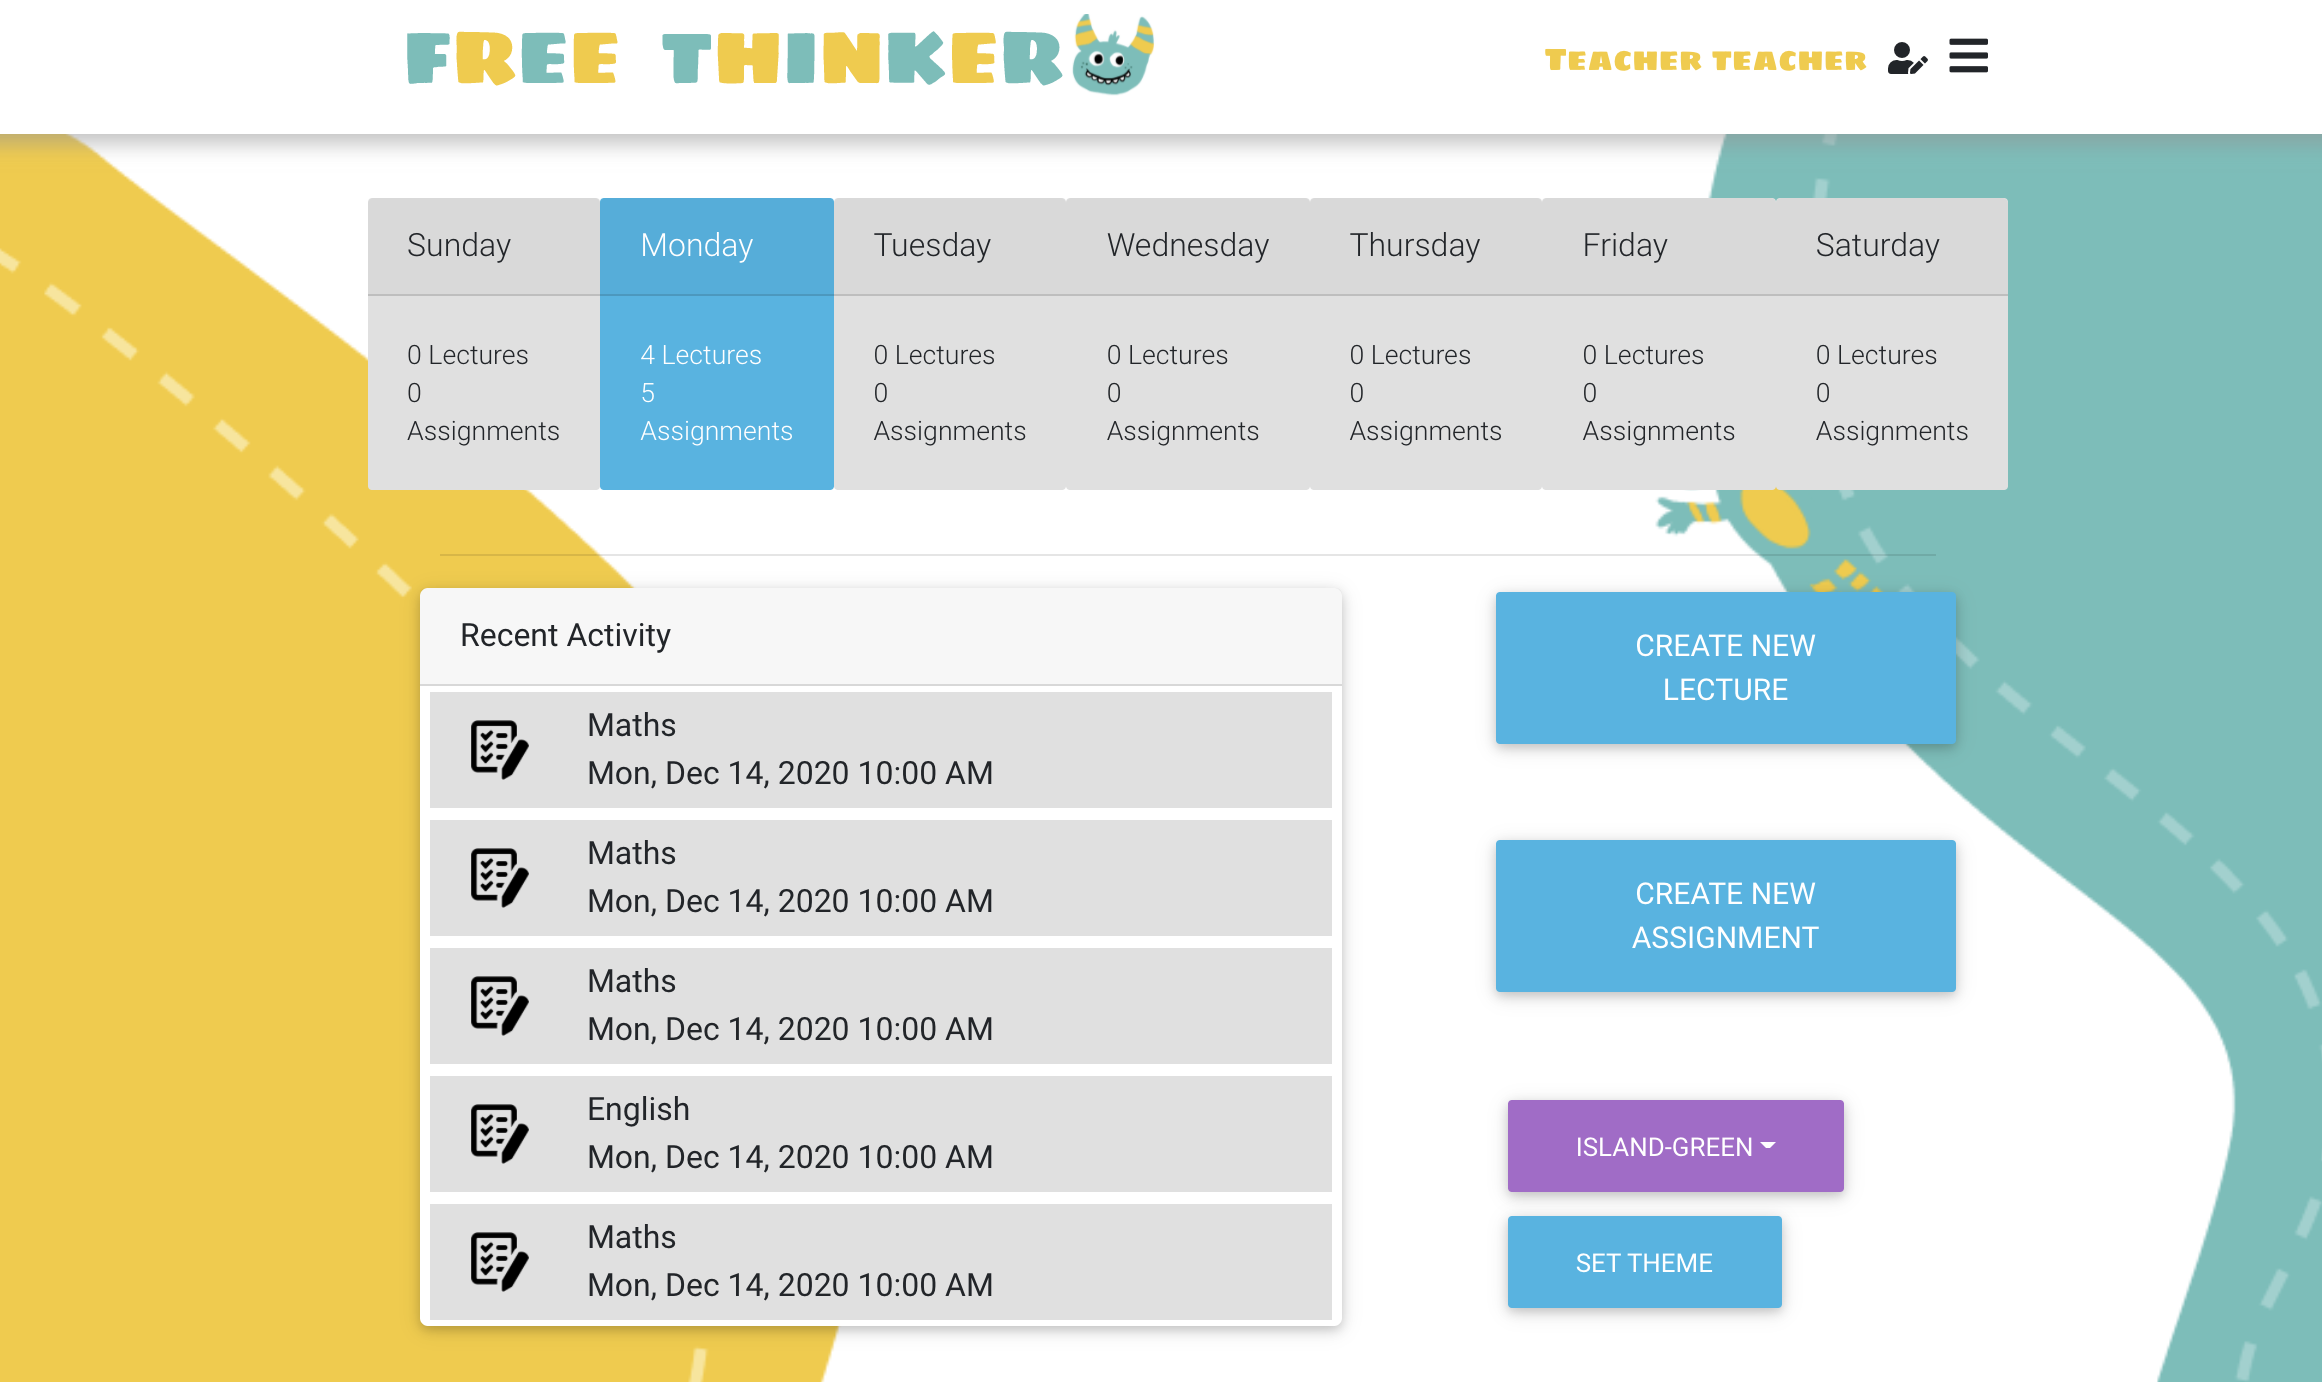 FREE THINKER
TEACHER TEACHER
Sunday
Monday
Tuesday
Wednesday
Thursday
Friday
Saturday
0 Lectures
0
Assignments
4 Lectures
5
Assignments
0 Lectures
0
Assignments
0 Lectures
0
Assignments
0 Lectures
0
Assignments
0 Lectures
0
Assignments
0 Lectures
0
Assignments
Recent Activity
Maths
Mon, Dec 14, 2020 10:00 AM
Maths
Mon, Dec 14, 2020 10:00 AM
Maths
Mon, Dec 14, 2020 10:00 AM
English
Mon, Dec 14, 2020 10:00 AM
Maths
Mon, Dec 14, 2020 10:00 AM
CREATE NEW
LECTURE
CREATE NEW
ASSIGNMENT
ISLAND-GREEN
SET THEME